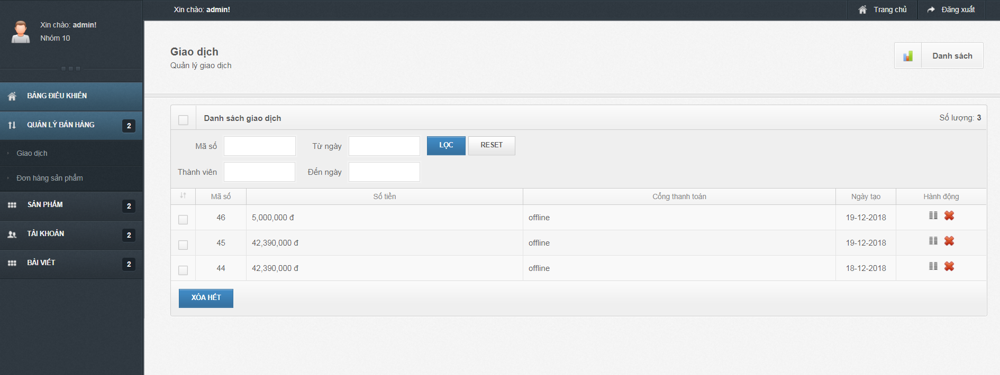 Xin chào: admin!
Trang chủ
Đăng xuất
Xin chào: admin!
Nhóm 10
BẢNG ĐIỀU KHIỂN
QUẢN LÝ BÁN HÀNG 2
Giao dịch
Đơn hàng sản phẩm
SẢN PHẨM 2
TÀI KHOẢN 2
BÀI VIẾT 2
Giao dịch
Quản lý giao dịch
Danh sách
Danh sách giao dịch Số lượng: 3
Mã số Từ ngày LỌC RESET
Thành viên Đến ngày
Mã số Số tiền Cổng thanh toán Ngày tạo Hành động
46 5,000,000 đ offline 19-12-2018
45 42,390,000 đ offline 19-12-2018
44 42,390,000 đ offline 18-12-2018
XÓA HẾT